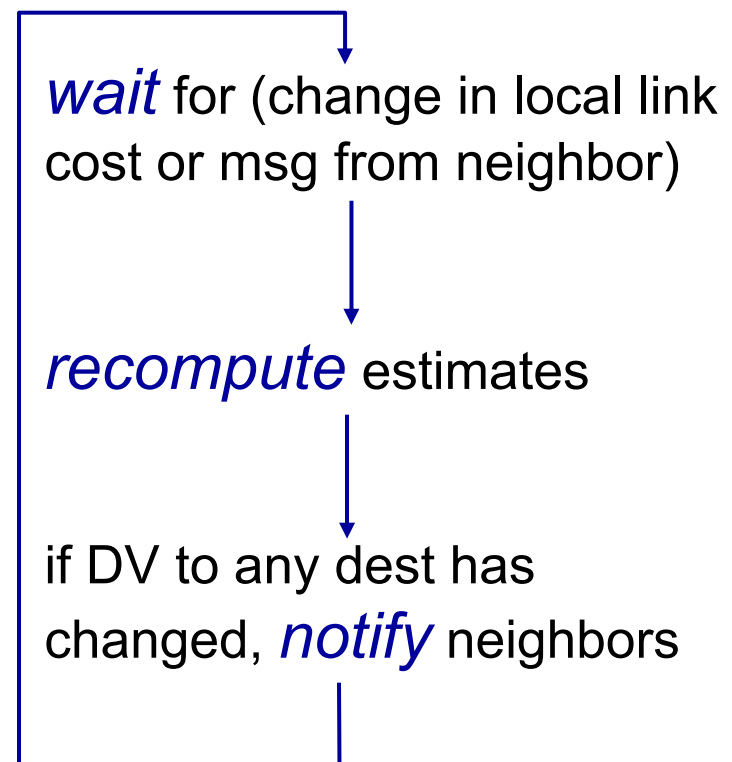 wait for (change in local link
cost or msg from neighbor)
recompute estimates
if DV to any dest has
changed, notify neighbors